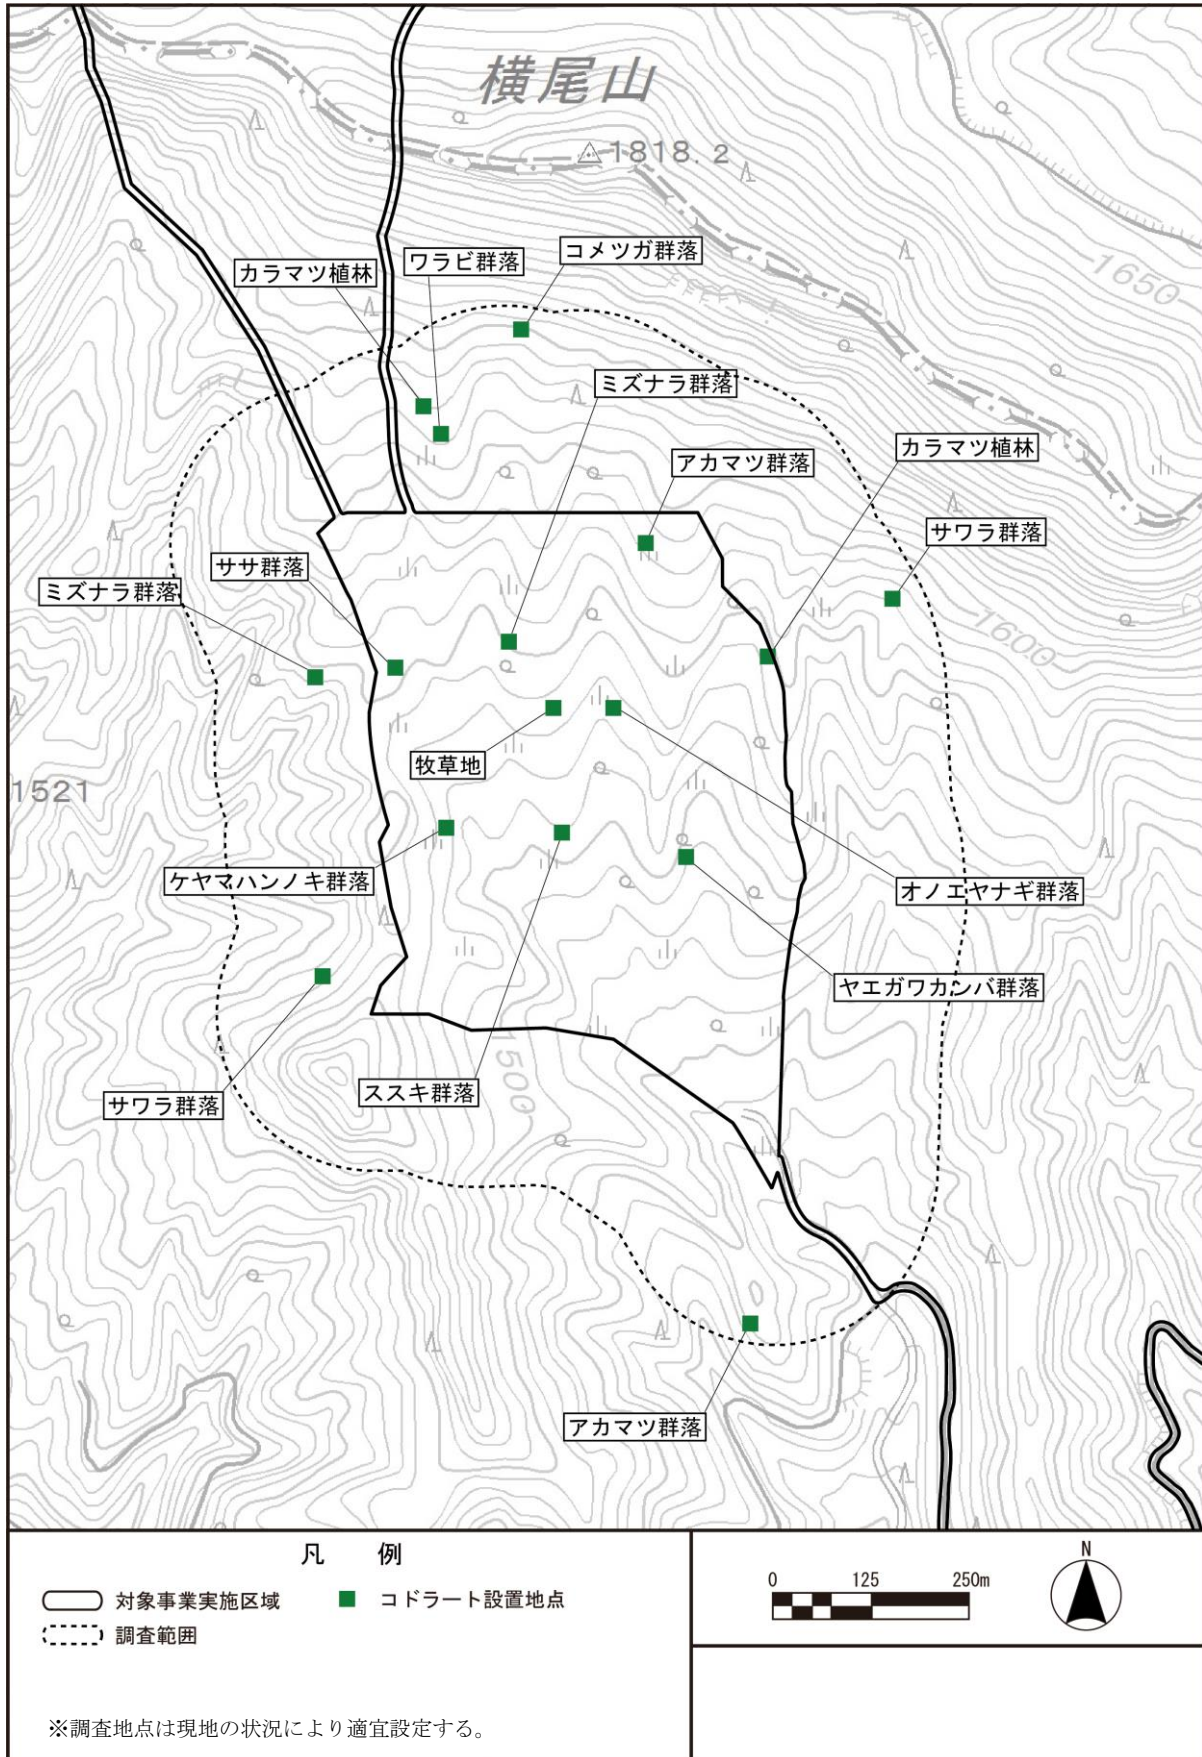 横尾山
1818.2
コメツガ群落
ワラビ群落
カラマツ植林
1650
ミズナラ群落
カラマツ植林
アカマツ群落
サワラ群落
ササ群落
ミズナラ群落
1600
牧草地
1521
ケヤマハンノキ群落
オノエヤナギ群落
ヤエガワカンバ群落
1500
ススキ群落
サワラ群落
アカマツ群落
凡 例
対象事業実施区域
コドラート設置地点
調査範囲
※調査地点は現地の状況により適宜設定する。
N
0 125 250m